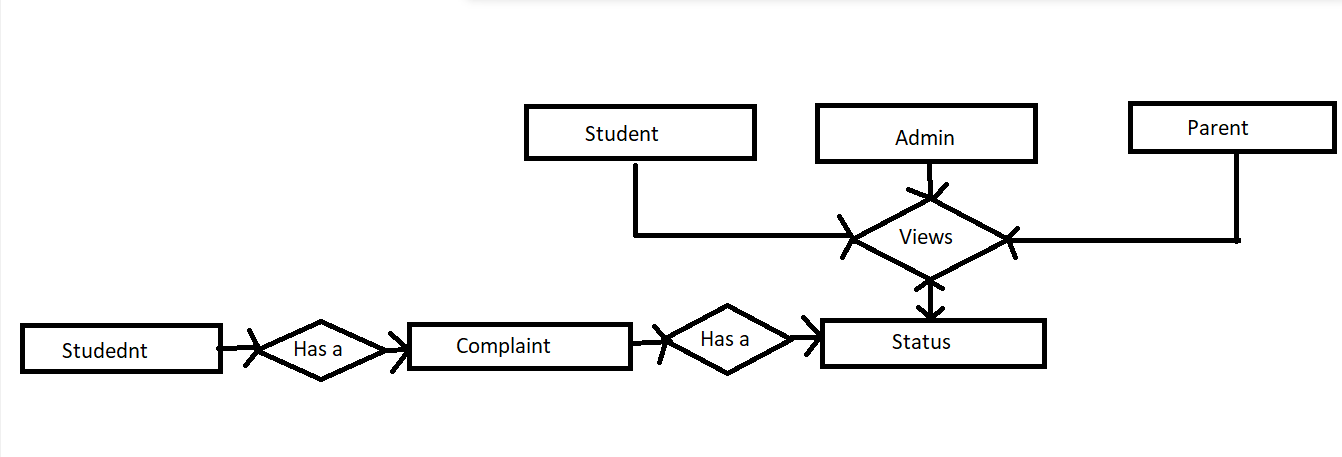 Student
Admin
Parent
Views
Studednt
Has a
Complaint
Has a
Status